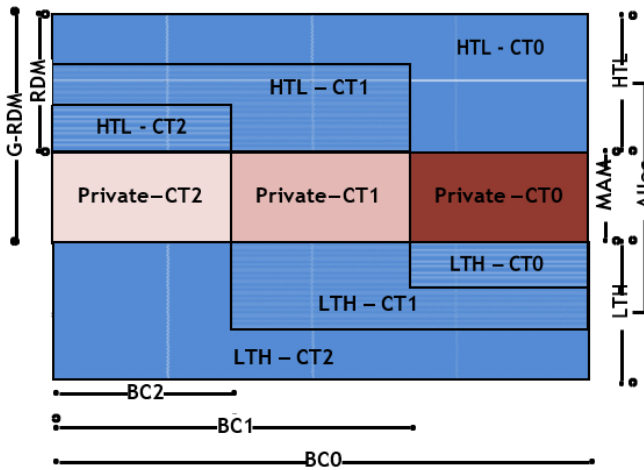 HTL - CT0
HTL – CT1
HTL - CT2
G-RDM
RDM
HTL
Private–CT2
Private–CT1
Private–CT0
MAM
LTH – CT0
LTH – CT1
LTH
LTH – CT2
BC2
BC1
BC0